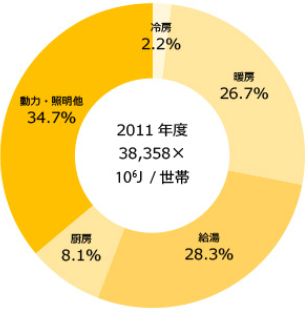 冷房
2.2%
暖房
26.7%
動力・照明他
34.7%
2011 年度
38,358×
10⁶J / 世帯
厨房
8.1%
給湯
28.3%